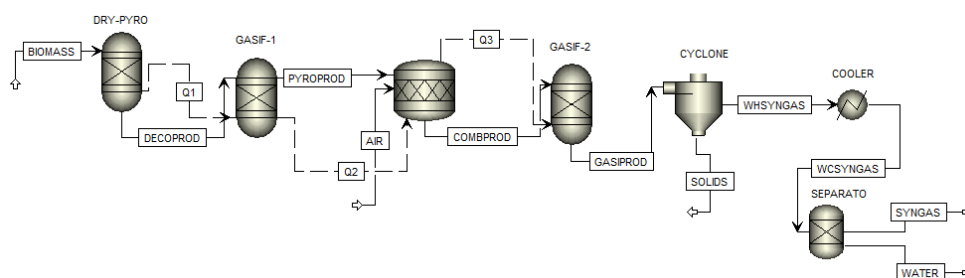 DRY-PYRO
BIOMASS
Q1
DECOPROD
GASIF-1
PYROPROD
Q2
AIR
Q3
COMBPROD
GASIF-2
GASIPROD
CYCLONE
SOLIDS
WHSYNGAS
COOLER
WCSYNGAS
SEPARATO
SYNGAS
WATER